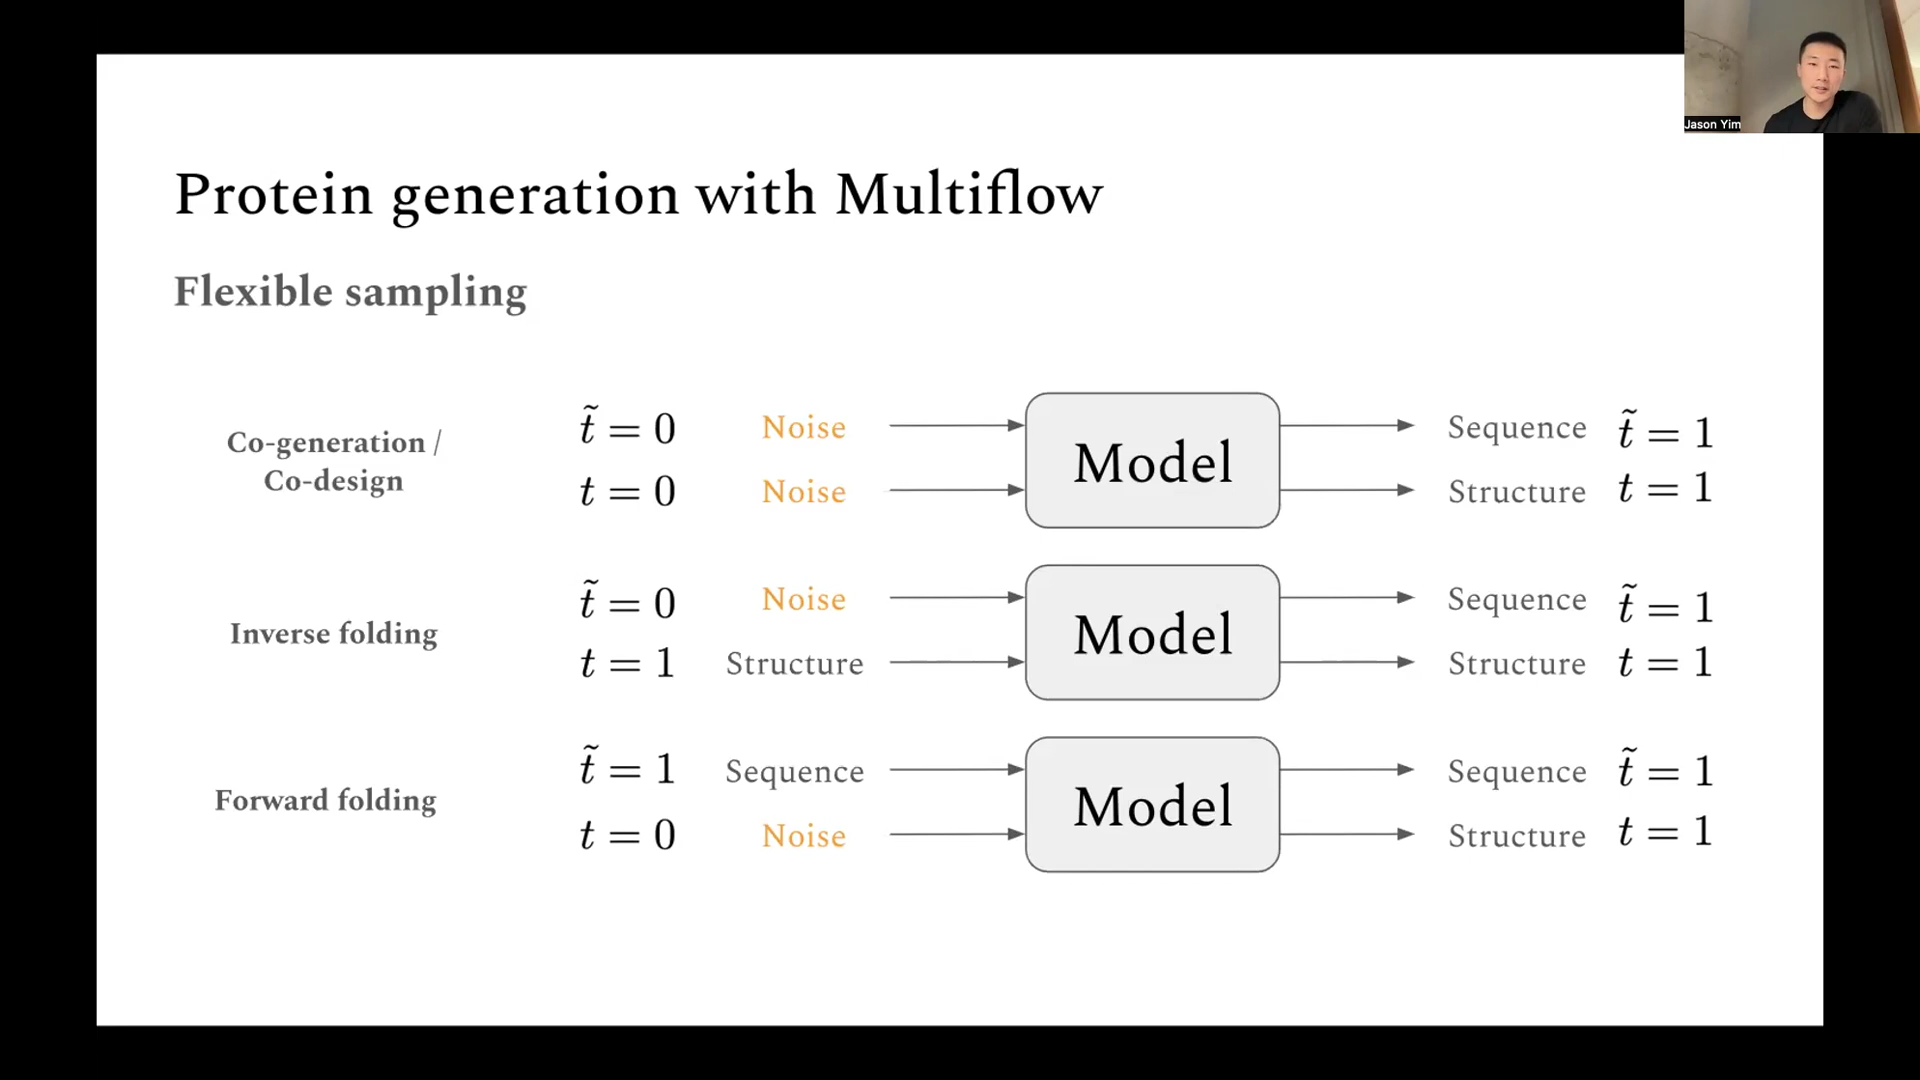 Jason Yim
Protein generation with Multiflow
Flexible sampling
Co-generation /
Co-design
t̃ = 0 Noise
t = 0 Noise
Model
Sequence t̃ = 1
Structure t = 1
Inverse folding
t̃ = 0 Noise
t = 1 Structure
Model
Sequence t̃ = 1
Structure t = 1
Forward folding
t̃ = 1 Sequence
t = 0 Noise
Model
Sequence t̃ = 1
Structure t = 1